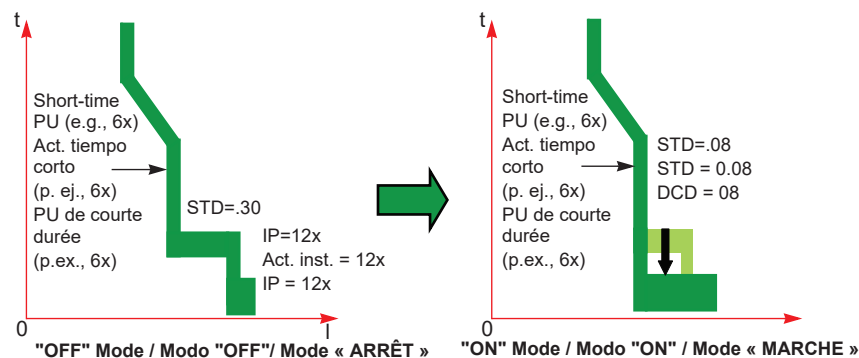 t
Short-time
PU (e.g., 6x)
Act. tiempo
corto
(p. ej., 6x)
PU de courte
durée
(p.ex., 6x)
STD=.30
IP=12x
Act. inst. = 12x
IP = 12x
0
I
"OFF" Mode / Modo "OFF"/ Mode « ARRÊT »
t
Short-time
PU (e.g., 6x)
Act. tiempo
corto
(p. ej., 6x)
PU de courte
durée
(p.ex., 6x)
STD=.08
STD = 0.08
DCD = 08
0
"ON" Mode / Modo "ON" / Mode « MARCHE »